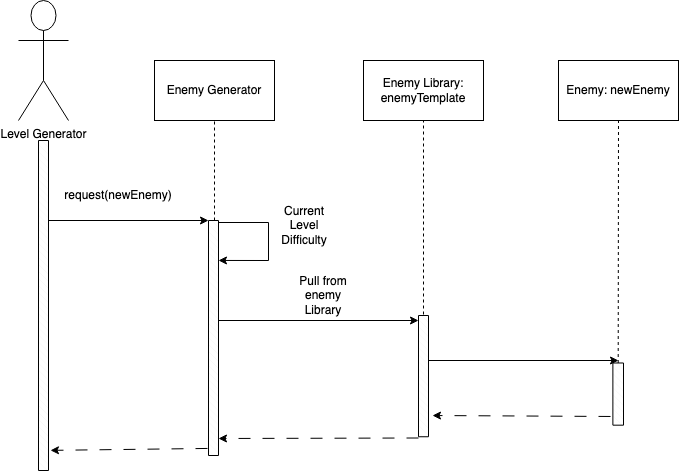 Level Generator
Enemy Generator
Enemy Library:
enemyTemplate
Enemy: newEnemy
request(newEnemy)
Current
Level
Difficulty
Pull from
enemy
Library